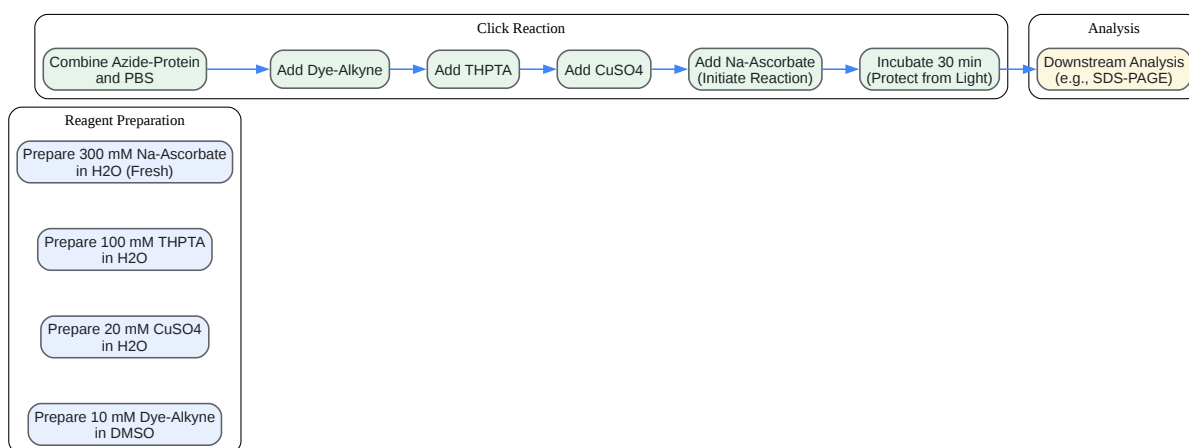 Click Reaction
Combine Azide-Protein
and PBS
Add Dye-Alkyne
Add THPTA
Add CuSO4
Add Na-Ascorbate
(Initiate Reaction)
Incubate 30 min
(Protect from Light)
Analysis
Downstream Analysis
(e.g., SDS-PAGE)
Reagent Preparation
Prepare 300 mM Na-Ascorbate
in H2O (Fresh)
Prepare 100 mM THPTA
in H2O
Prepare 20 mM CuSO4
in H2O
Prepare 10 mM Dye-Alkyne
in DMSO